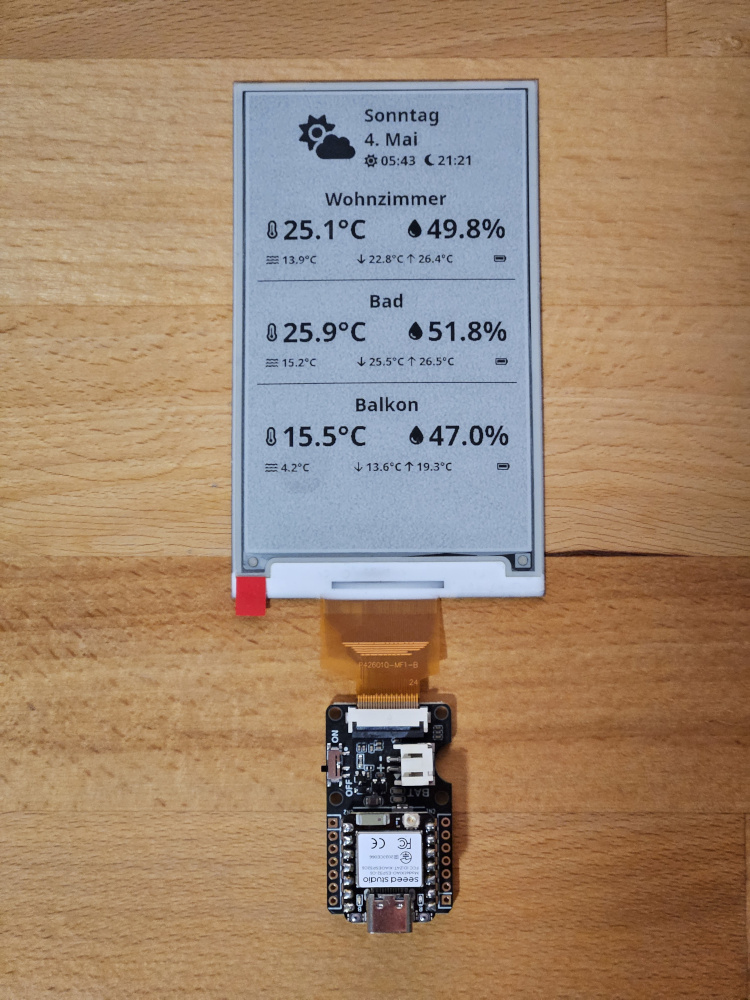 Sonntag
4. Mai
05:43 21:21
Wohnzimmer
25.1°C 49.8%
13.9°C ↓ 22.8°C ↑ 26.4°C
Bad
25.9°C 51.8%
15.2°C ↓ 25.5°C ↑ 26.5°C
Balkon
15.5°C 47.0%
4.2°C ↓ 13.6°C ↑ 19.3°C
24
ON
OFF
BAT
seeed studio